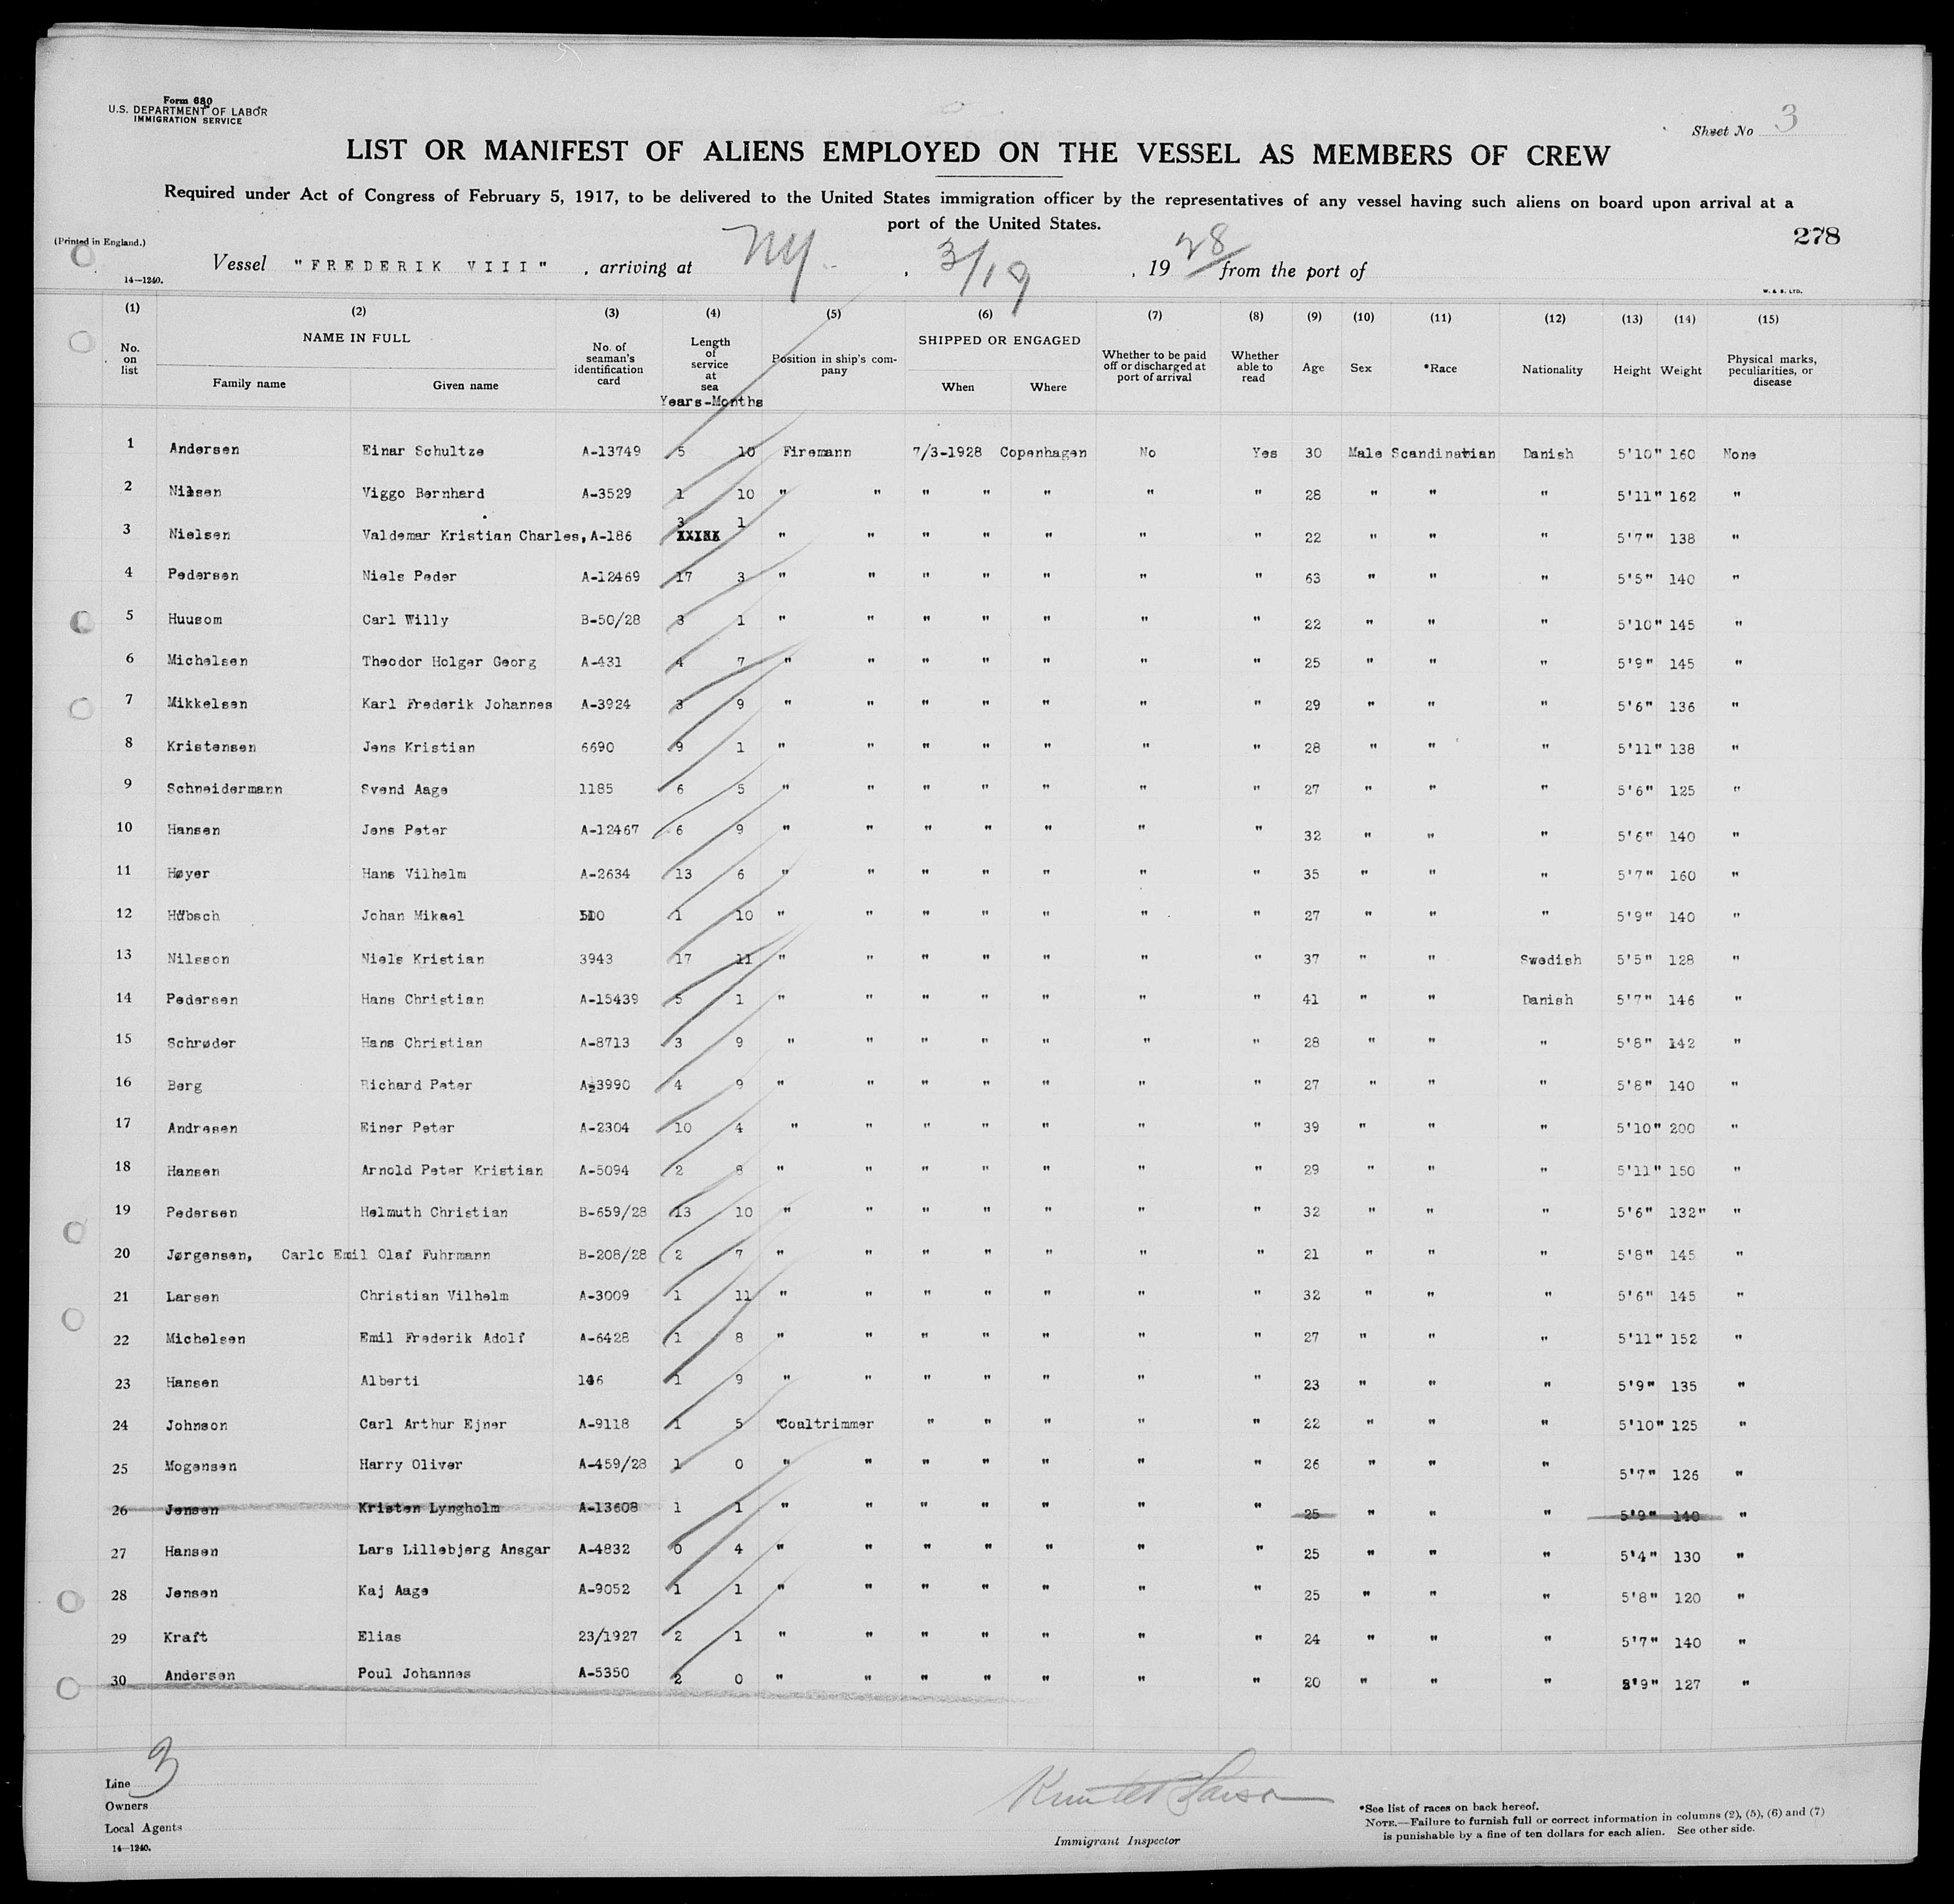 Form 680
U.S. DEPARTMENT OF LABOR
IMMIGRATION SERVICE
Sheet No 3
LIST OR MANIFEST OF ALIENS EMPLOYED ON THE VESSEL AS MEMBERS OF CREW
Required under Act of Congress of February 5, 1917, to be delivered to the United States immigration officer by the representatives of any vessel having such aliens on board upon arrival at a
port of the United States.
278
(Printed in England.)
14—1240.
Vessel "FREDERIK VIII" , arriving at NY. , 3/19 , 19 28 from the port of
W. & S. LTD.
(1) (2) (3) (4) (5) (6) (7) (8) (9) (10) (11) (12) (13) (14) (15)
No. on list NAME IN FULL Family name Given name No. of seaman's identification card Length of service at sea Years-Months Position in ship's company SHIPPED OR ENGAGED When Where Whether to be paid off or discharged at port of arrival Whether able to read Age Sex *Race Nationality Height Weight Physical marks, peculiarities, or disease
1 Andersen Einar Schultze A-13749 5 10 Firemann 7/3-1928 Copenhagen No Yes 30 Male Scandinavian Danish 5'10" 160 None
2 Nilsen Viggo Bernhard A-3529 1 10 " " " " " " " 28 " " " 5'11" 162 "
3 Nielsen Valdemar Kristian Charles, A-186 3 1 " " " " " " " 22 " " " 5'7" 138 "
4 Pedersen Niels Peder A-12469 17 3 " " " " " " " 63 " " " 5'5" 140 "
5 Huusom Carl Willy B-50/28 3 1 " " " " " " " 22 " " " 5'10" 145 "
6 Michelsen Theodor Holger Georg A-431 4 7 " " " " " " " 25 " " " 5'9" 145 "
7 Mikkelsen Karl Frederik Johannes A-3924 3 9 " " " " " " " 29 " " " 5'6" 136 "
8 Kristensen Jens Kristian 6690 9 1 " " " " " " " 28 " " " 5'11" 138 "
9 Schneidermann Svend Aage 1185 6 5 " " " " " " " 27 " " " 5'6" 125 "
10 Hansen Jens Peter A-12467 6 9 " " " " " " " 32 " " " 5'6" 140 "
11 Høyer Hans Vilhelm A-2634 13 6 " " " " " " " 35 " " " 5'7" 160 "
12 Hübsch Johan Mikael 1 10 " " " " " " " 27 " " " 5'9" 140 "
13 Nilsson Niels Kristian 3943 17 11 " " " " " " " 37 " " Swedish 5'5" 128 "
14 Pedersen Hans Christian A-15439 5 1 " " " " " " " 41 " " Danish 5'7" 146 "
15 Schrøder Hans Christian A-8713 3 9 " " " " " " " 28 " " " 5'8" 142 "
16 Berg Richard Peter A-3990 4 9 " " " " " " " 27 " " " 5'8" 140 "
17 Andresen Einer Peter A-2304 10 4 " " " " " " " 39 " " " 5'10" 200 "
18 Hansen Arnold Peter Kristian A-5094 2 8 " " " " " " " 29 " " " 5'11" 150 "
19 Pedersen Helmuth Christian B-659/28 13 10 " " " " " " " 32 " " " 5'6" 132" "
20 Jørgensen, Carlo Emil Olaf Fuhrmann B-208/28 2 7 " " " " " " " 21 " " " 5'8" 145 "
21 Larsen Christian Vilhelm A-3009 1 11 " " " " " " " 32 " " " 5'6" 145 "
22 Michelsen Emil Frederik Adolf A-6428 1 8 " " " " " " " 27 " " " 5'11" 152 "
23 Hansen Alberti 1 9 " " " " " " " 23 " " " 5'9" 135 "
24 Johnson Carl Arthur Ejner A-9118 1 5 "Coaltrimmer " " " " " 22 " " " 5'10" 125 "
25 Mogensen Harry Oliver A-459/28 1 0 " " " " " " " 26 " " " 5'7" 126 "
26 Jensen Kristen Lyngholm A-13608 1 1 " " " " " " " 25 " " " 5'9" 140 "
27 Hansen Lars Lillebjerg Ansgar A-4832 0 4 " " " " " " " 25 " " " 5'4" 130 "
28 Jensen Kaj Aage A-9052 1 1 " " " " " " " 25 " " " 5'8" 120 "
29 Kraft Elias 23/1927 2 1 " " " " " " " 24 " " " 5'7" 140 "
30 Andersen Poul Johannes A-5350 2 0 " " " " " " " 20 " " " 5'9" 127 "
Line 3
Owners
Local Agents
14—1240.
Immigrant Inspector
*See list of races on back hereof.
NOTE.—Failure to furnish full or correct information in columns (2), (5), (6) and (7)
is punishable by a fine of ten dollars for each alien. See other side.